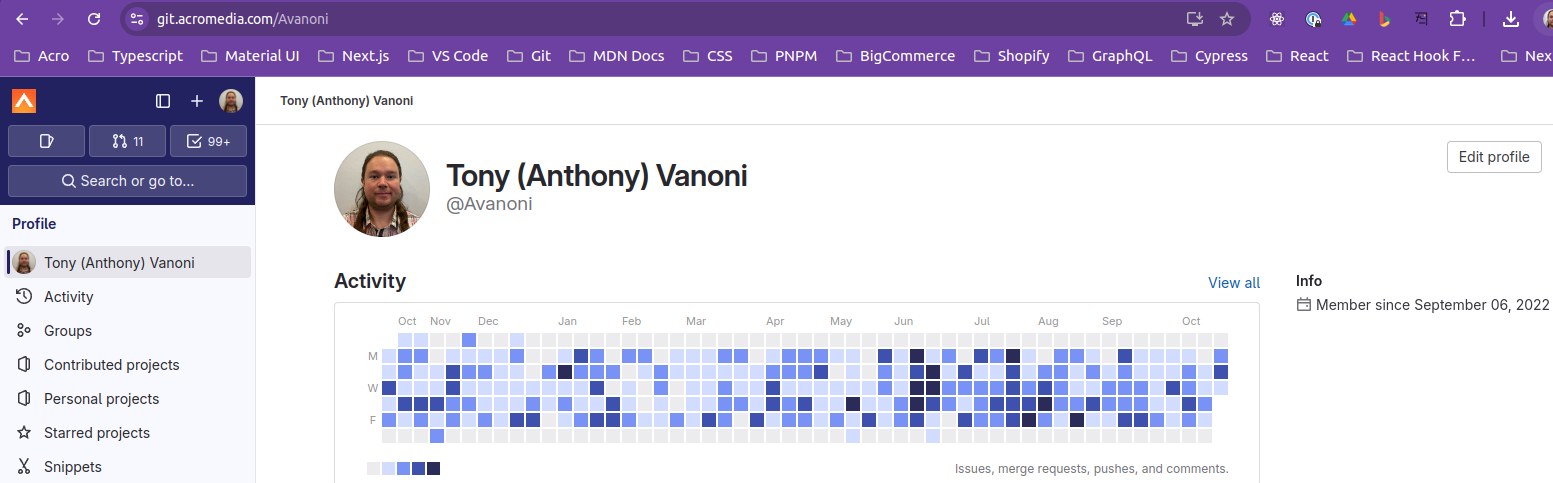 git.acromedia.com/Avanoni
Acro Typescript Material UI Next.js VS Code Git MDN Docs CSS PNPM BigCommerce Shopify GraphQL Cypress React React Hook F… Nex
Tony (Anthony) Vanoni
11 99+
Search or go to...
Edit profile
Tony (Anthony) Vanoni
@Avanoni
Profile
Tony (Anthony) Vanoni
Activity
Groups
Contributed projects
Personal projects
Starred projects
Snippets
Activity View all
Oct Nov Dec Jan Feb Mar Apr May Jun Jul Aug Sep Oct
M
W
F
Issues, merge requests, pushes, and comments.
Info
Member since September 06, 2022